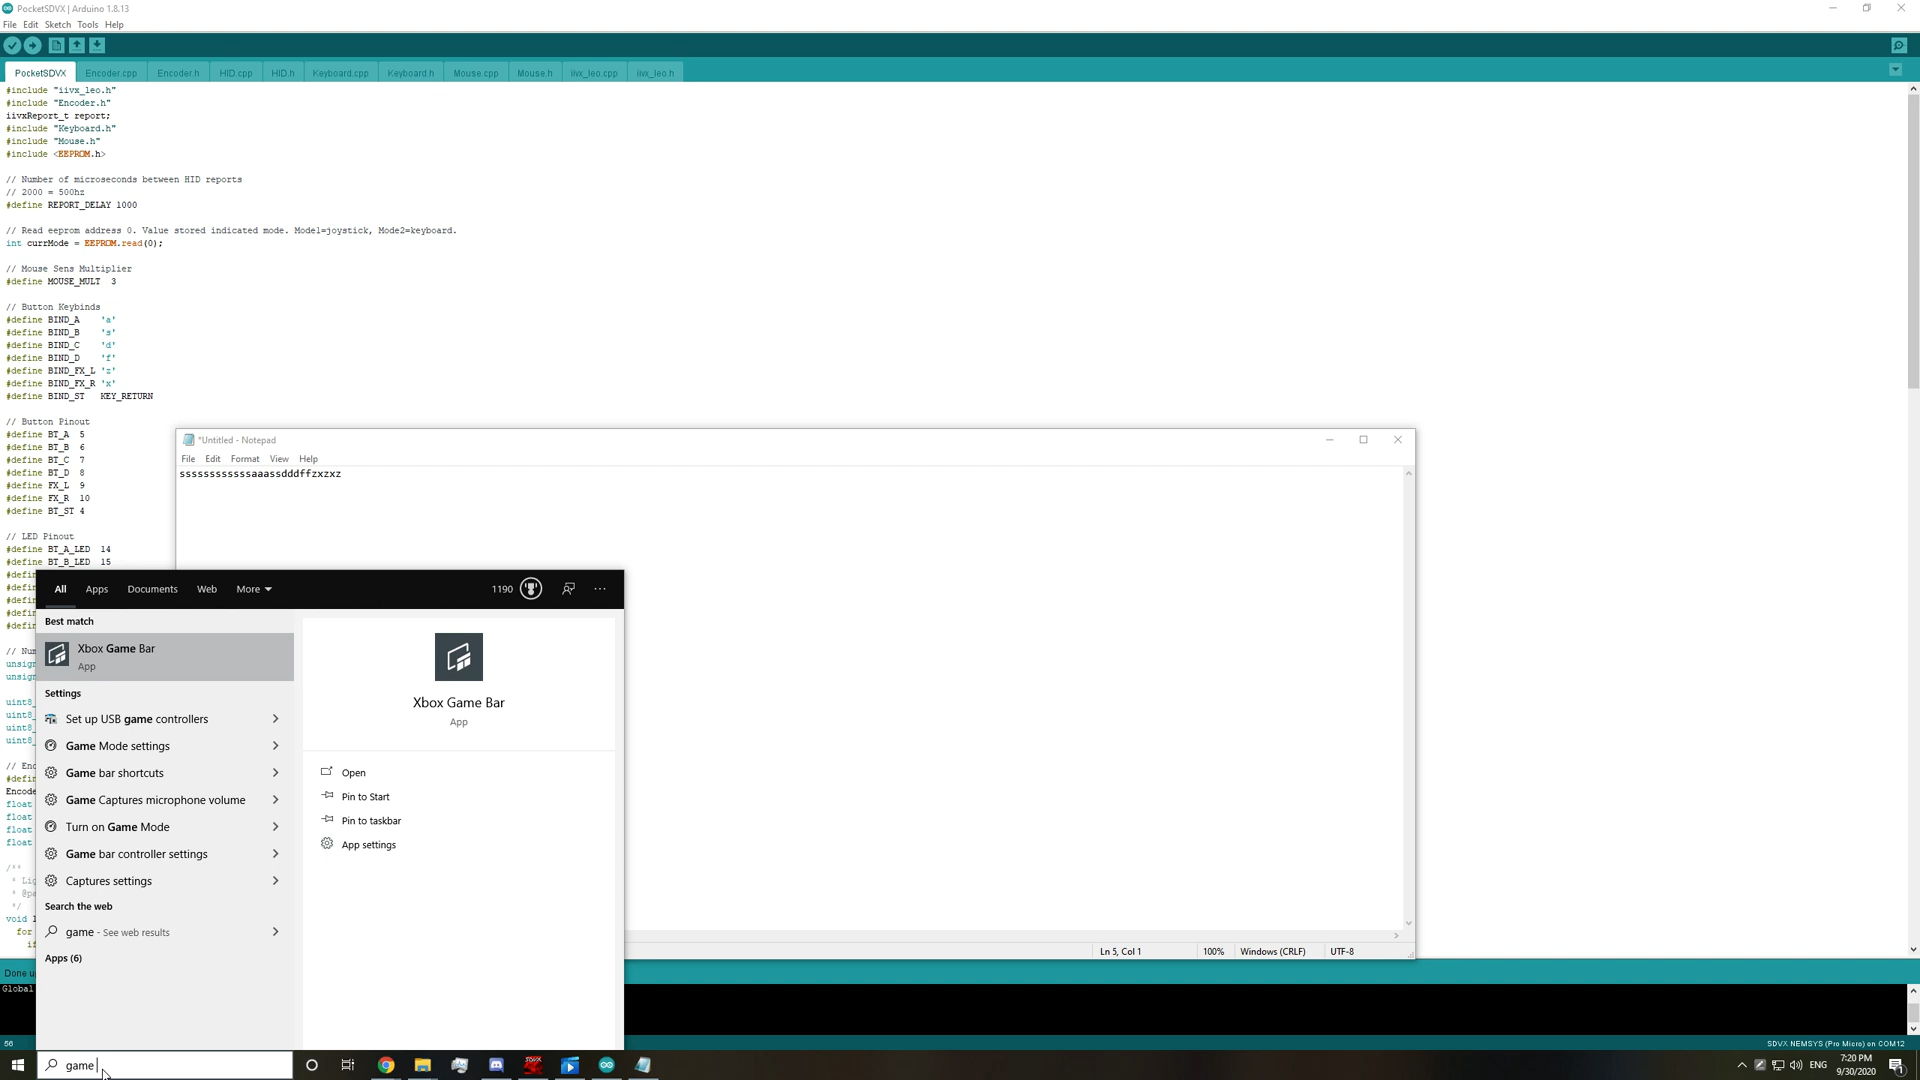 PocketSDVX | Arduino 1.8.13
File Edit Sketch Tools Help
PocketSDVX Encoder.cpp Encoder.h HID.cpp HID.h Keyboard.cpp Keyboard.h Mouse.cpp Mouse.h iivx_leo.cpp iivx_leo.h
#include "iivx_leo.h"
#include "Encoder.h"
iivxReport_t report;
#include "Keyboard.h"
#include "Mouse.h"
#include <EEPROM.h>
// Number of microseconds between HID reports
// 2000 = 500hz
#define REPORT_DELAY 1000
// Read eeprom address 0. Value stored indicated mode. Mode1=joystick, Mode2=keyboard.
int currMode = EEPROM.read(0);
// Mouse Sens Multiplier
#define MOUSE_MULT 3
// Button Keybinds
#define BIND_A 'a'
#define BIND_B 's'
#define BIND_C 'd'
#define BIND_D 'f'
#define BIND_FX_L 'z'
#define BIND_FX_R 'x'
#define BIND_ST KEY_RETURN
// Button Pinout
#define BT_A 5
#define BT_B 6
#define BT_C 7
#define BT_D 8
#define FX_L 9
#define FX_R 10
#define BT_ST 4
// LED Pinout
#define BT_A_LED 14
#define BT_B_LED 15
#defin
#defin
#defin
#defin
#defin
// Num
unsign
unsign
uint8_
uint8_
uint8_
uint8_
// Enc
#defin
Encode
float
float
float
float
/**
* Lig
* @pa
*/
void l
for
if
*Untitled - Notepad
File Edit Format View Help
ssssssssssssaaassdddffzxzxz
Ln 5, Col 1 100% Windows (CRLF) UTF-8
All Apps Documents Web More 1190
Best match
Xbox Game Bar
App
Settings
Set up USB game controllers
Game Mode settings
Game bar shortcuts
Game Captures microphone volume
Turn on Game Mode
Game bar controller settings
Captures settings
Search the web
game - See web results
Apps (6)
Xbox Game Bar
App
Open
Pin to Start
Pin to taskbar
App settings
Done u
Global
56 SDVX NEMSYS (Pro Micro) on COM12
game
SDVX
ENG
7:20 PM
9/30/2020
1